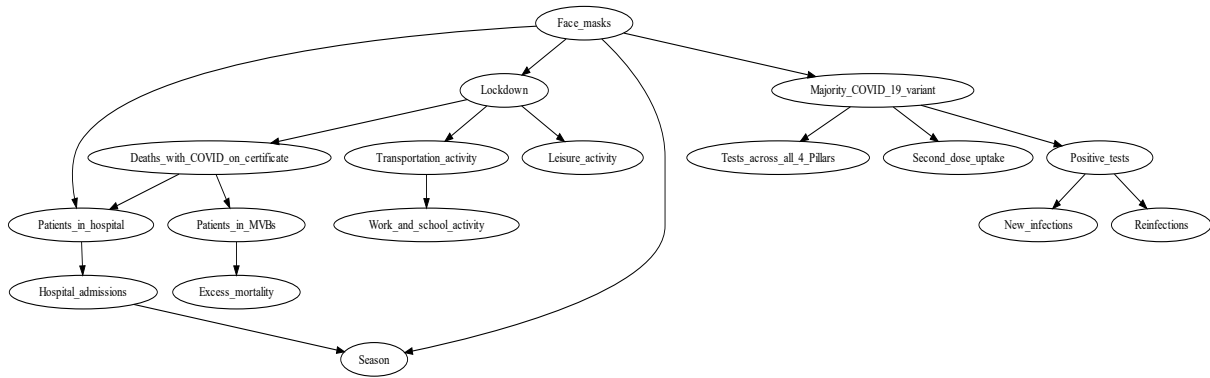 Face_masks
Lockdown
Majority_COVID_19_variant
Deaths_with_COVID_on_certificate
Transportation_activity
Leisure_activity
Tests_across_all_4_Pillars
Second_dose_uptake
Positive_tests
Patients_in_hospital
Patients_in_MVBs
Work_and_school_activity
New_infections
Reinfections
Hospital_admissions
Excess_mortality
Season